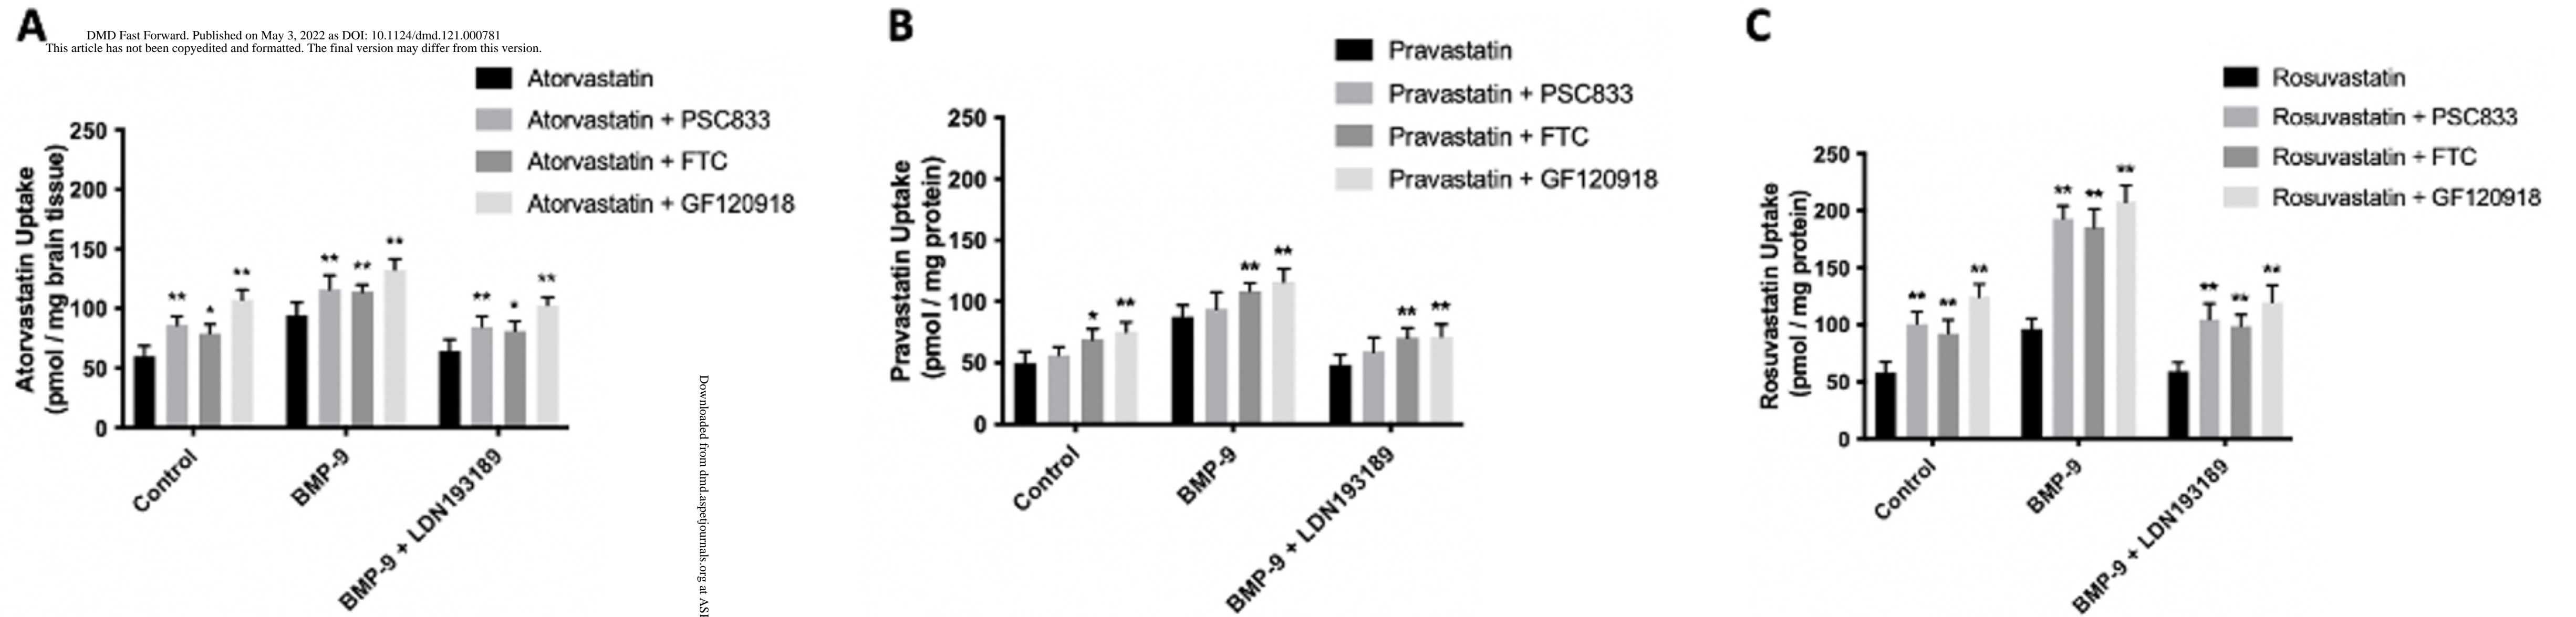 A
DMD Fast Forward. Published on May 3, 2022 as DOI: 10.1124/dmd.121.000781
This article has not been copyedited and formatted. The final version may differ from this version.
Atorvastatin
Atorvastatin + PSC833
Atorvastatin + FTC
Atorvastatin + GF120918
Atorvastatin Uptake
(pmol / mg brain tissue)
250
200
150
100
50
0
**
*
**
**
**
**
**
*
**
Control
BMP-9
BMP-9 + LDN193189
Downloaded from dmd.aspetjournals.org at ASI
B
Pravastatin
Pravastatin + PSC833
Pravastatin + FTC
Pravastatin + GF120918
Pravastatin Uptake
(pmol / mg protein)
250
200
150
100
50
0
*
**
**
**
**
**
Control
BMP-9
BMP-9 + LDN193189
C
Rosuvastatin
Rosuvastatin + PSC833
Rosuvastatin + FTC
Rosuvastatin + GF120918
Rosuvastatin Uptake
(pmol / mg protein)
250
200
150
100
50
0
**
**
**
**
**
**
**
**
**
Control
BMP-9
BMP-9 + LDN193189